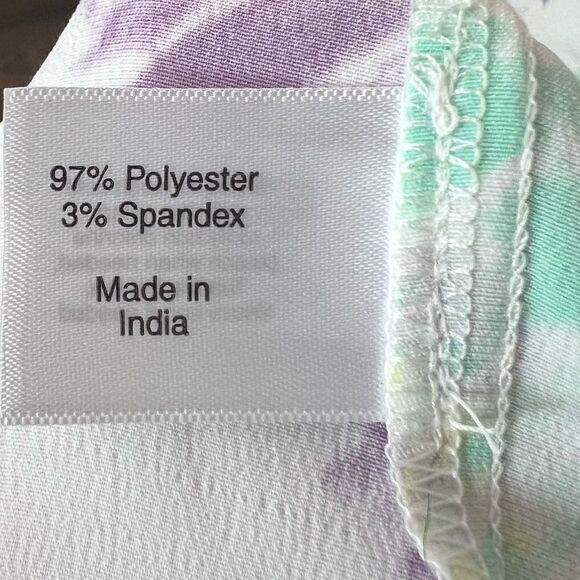 97% Polyester
3% Spandex
Made in
India